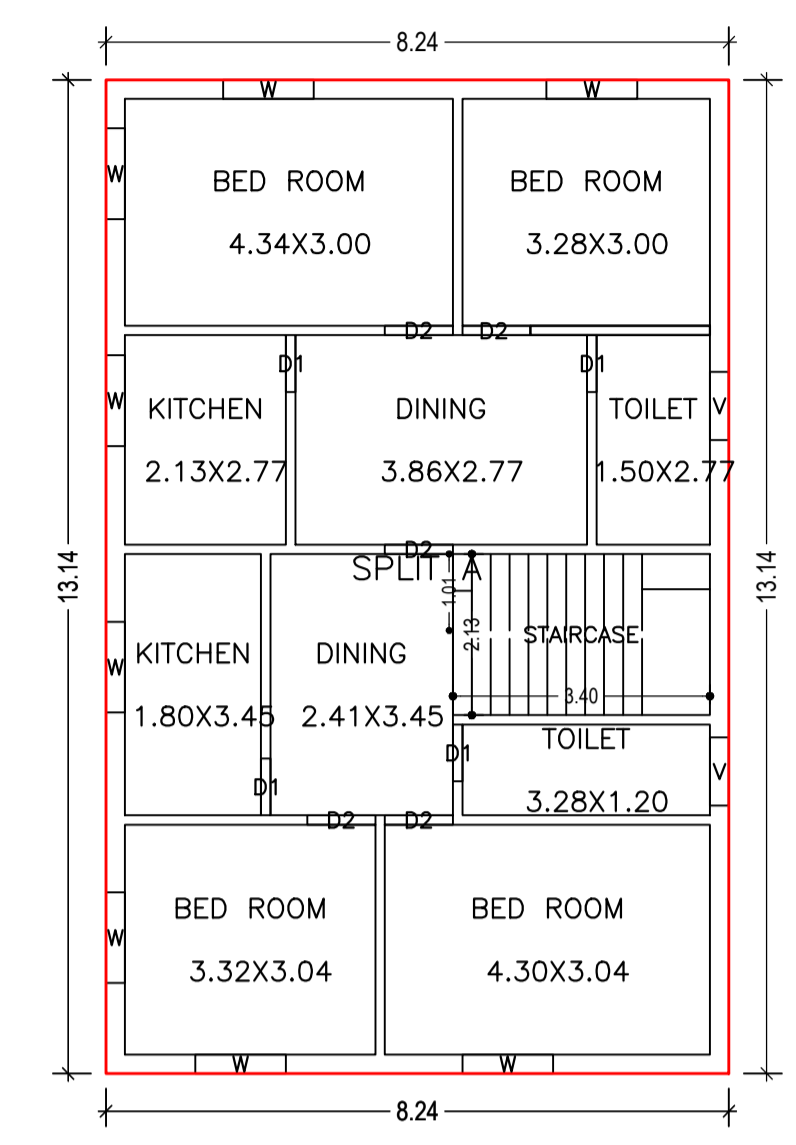 8.24
W W
W
BED ROOM BED ROOM
4.34X3.00 3.28X3.00
D2 D2
D1 D1
W
KITCHEN DINING TOILET V
2.13X2.77 3.86X2.77 1.50X2.77
13.14 13.14
D2
SPLIT A
1.01
2.13
STAIRCASE
W
KITCHEN DINING
3.40
1.80X3.45 2.41X3.45
TOILET
D1
V
D1
3.28X1.20
D2 D2
BED ROOM BED ROOM
W
3.32X3.04 4.30X3.04
W W
8.24